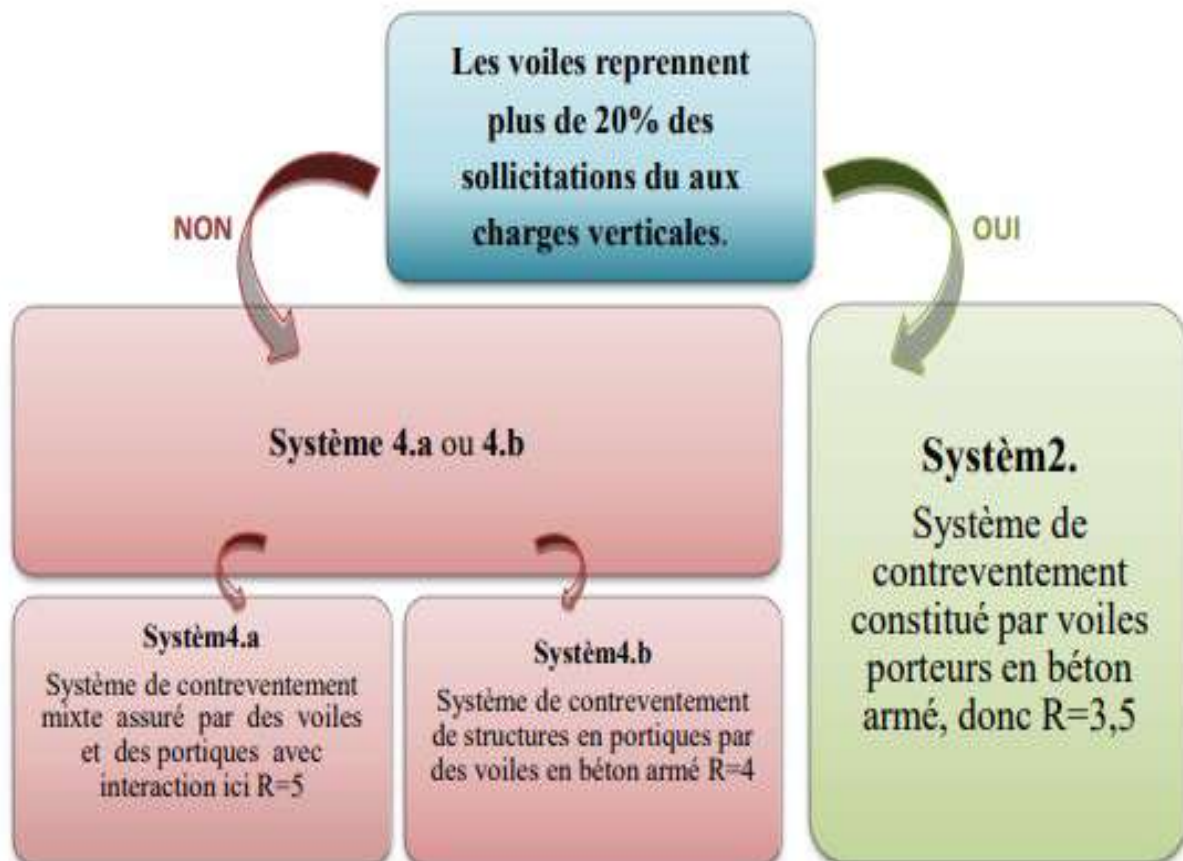 Les voiles reprennent
plus de 20% des
sollicitations du aux
charges verticales.
NON
OUI
Système 4.a ou 4.b
Systèm4.a
Système de contreventement
mixte assuré par des voiles
et des portiques avec
interaction ici R=5
Systèm4.b
Système de contreventement
de structures en portiques par
des voiles en béton armé R=4
Systèm2.
Système de
contreventement
constitué par voiles
porteurs en béton
armé, donc R=3,5